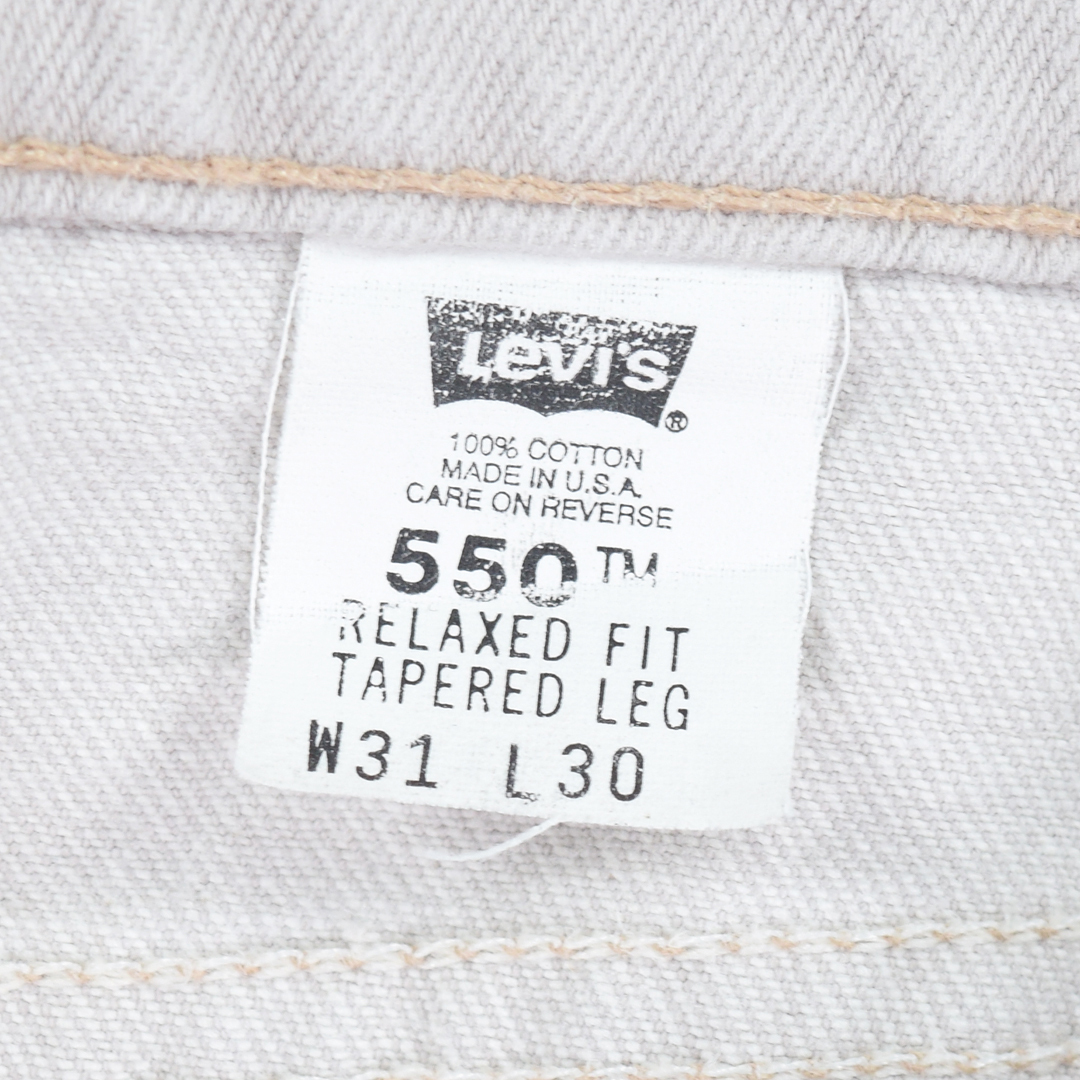 Levi's ®
100% COTTON
MADE IN U.S.A.
CARE ON REVERSE
550™
RELAXED FIT
TAPERED LEG
W31 L30